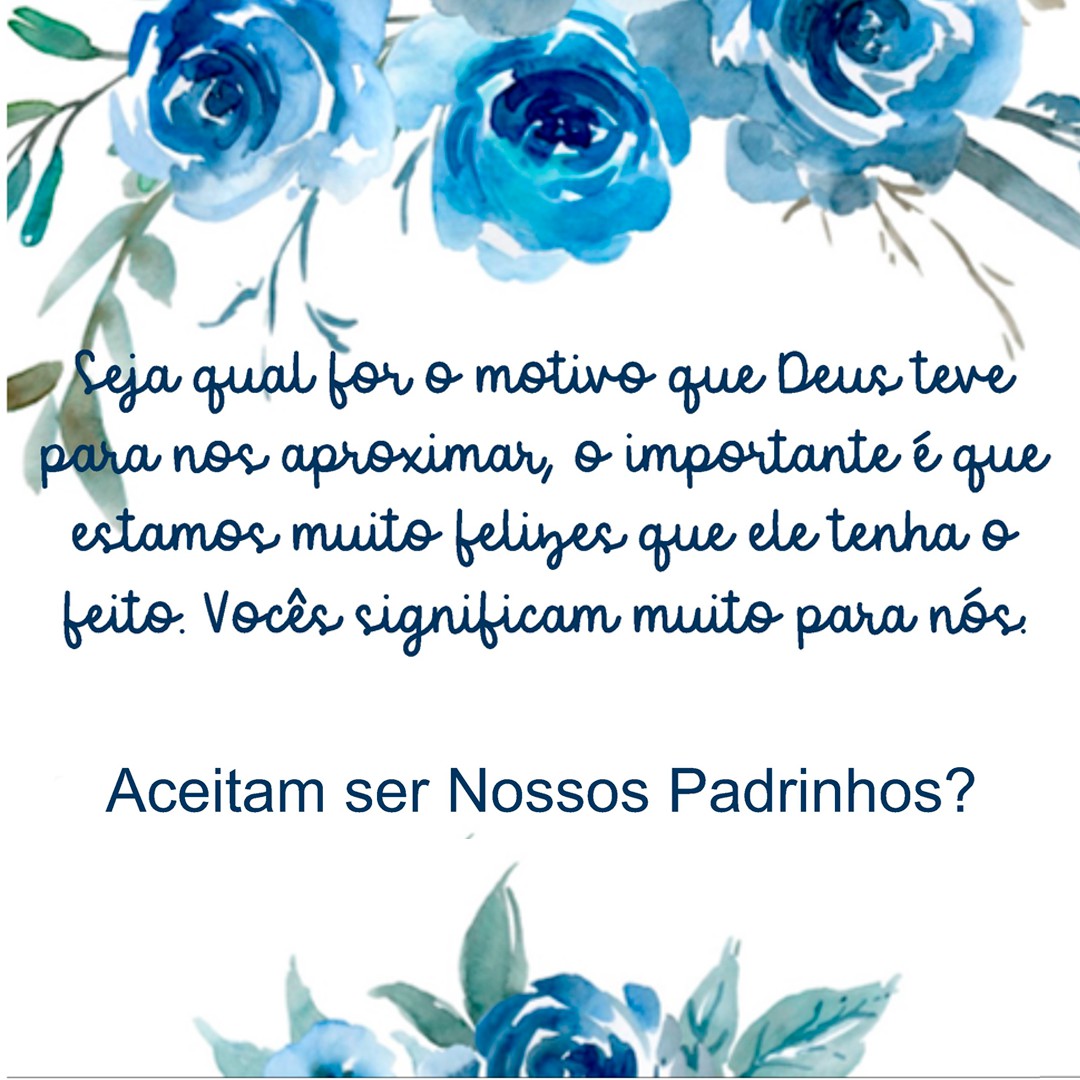 Seja qual for o motivo que Deus teve
para nos aproximar, o importante é que
estamos muito felizes que ele tenha o
feito. Vocês significam muito para nós.
Aceitam ser Nossos Padrinhos?